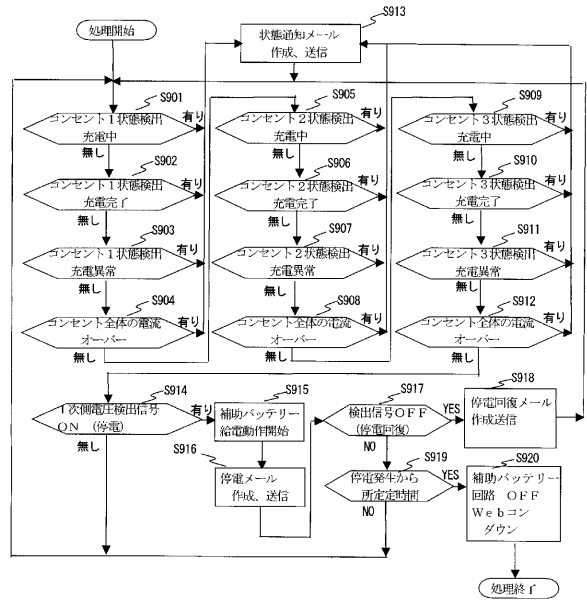 処理開始
S913
状態通知メール
作成、送信
S901
コンセント1状態検出
充電中
有り
無し
S902
コンセント1状態検出
充電完了
有り
無し
S903
コンセント1状態検出
充電異常
有り
無し
S904
コンセント全体の電流
オーバー
有り
無し
S905
コンセント2状態検出
充電中
有り
無し
S906
コンセント2状態検出
充電完了
有り
無し
S907
コンセント2状態検出
充電異常
有り
無し
S908
コンセント全体の電流
オーバー
有り
無し
S909
コンセント3状態検出
充電中
有り
無し
S910
コンセント3状態検出
充電完了
有り
無し
S911
コンセント3状態検出
充電異常
有り
無し
S912
コンセント全体の電流
オーバー
有り
無し
S914
1次側電圧検出信号
ON (停電)
有り
無し
S915
補助バッテリー
給電動作開始
S916
停電メール
作成、送信
S917
検出信号OFF
(停電回復)
YES
NO
S918
停電回復メール
作成送信
S919
停電発生から
所定定時間
YES
NO
S920
補助バッテリー
回路 OFF
Webコン
ダウン
処理終了